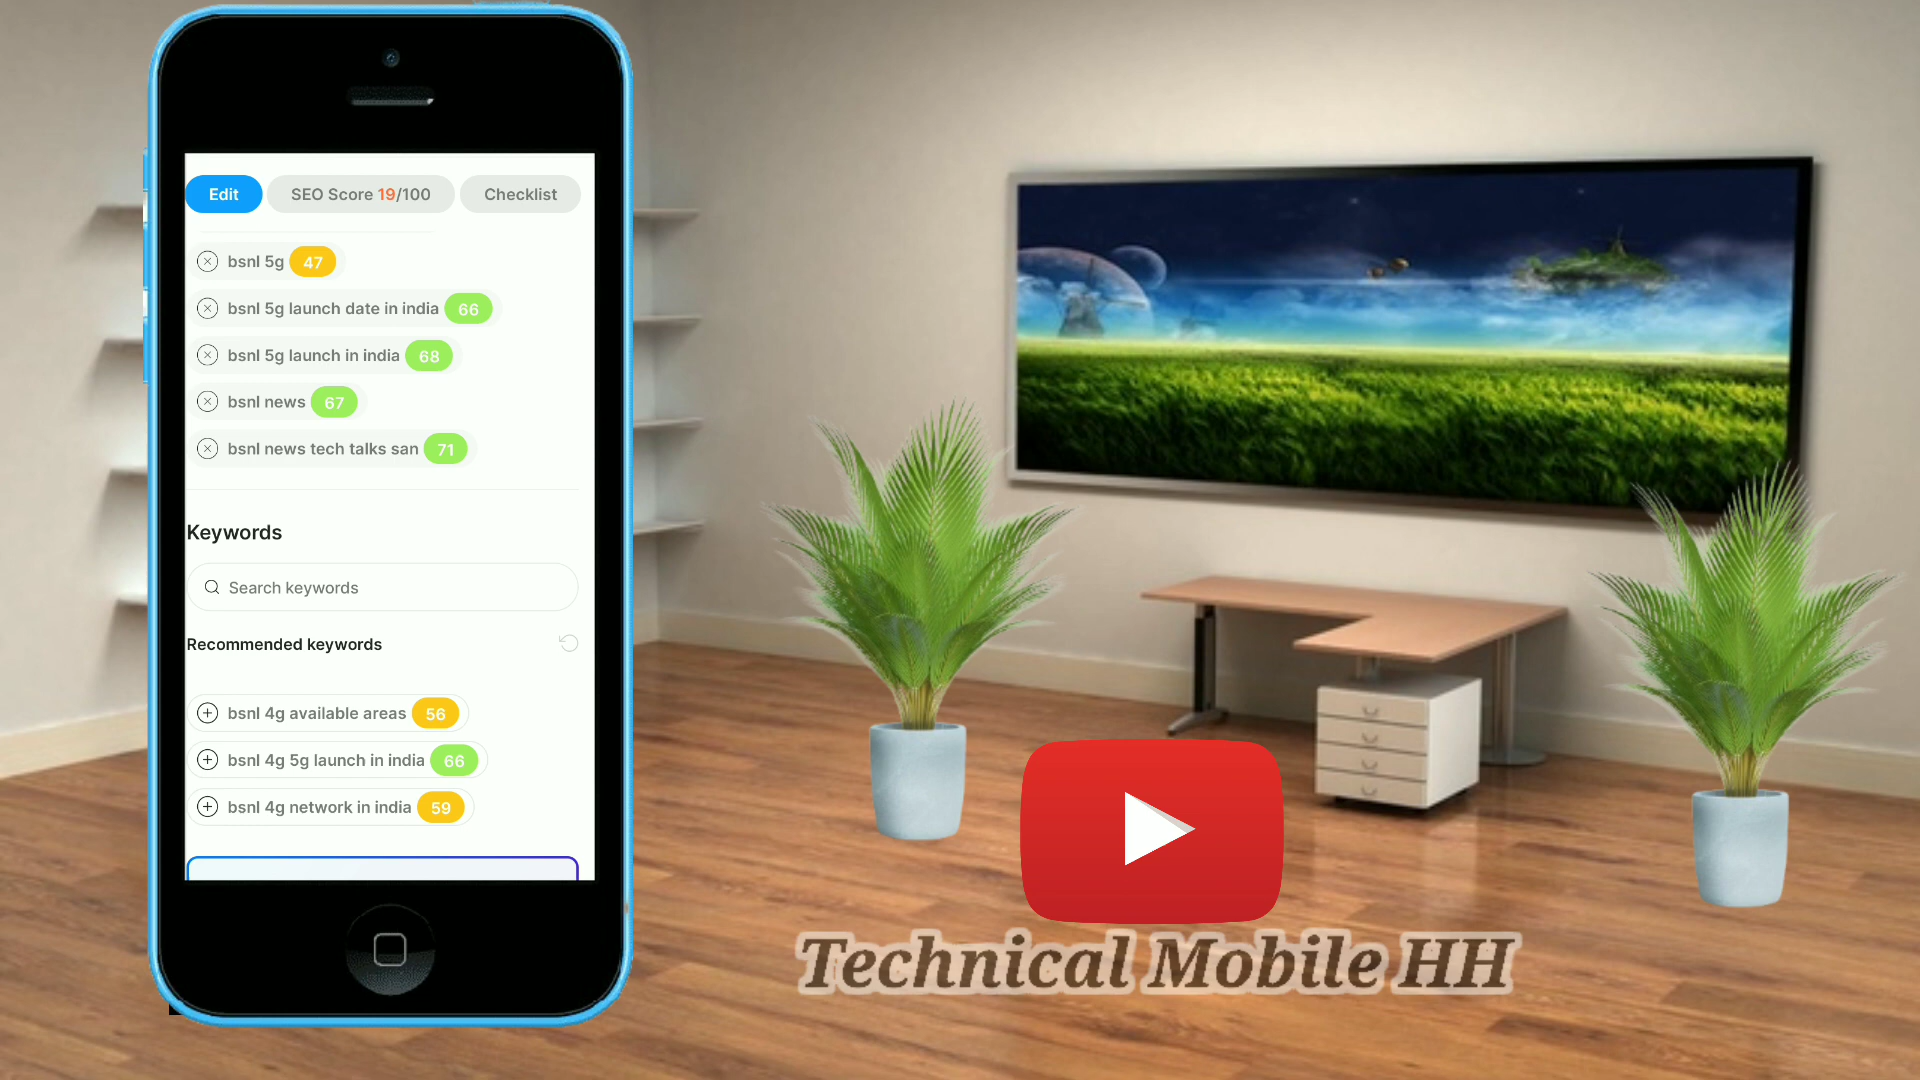 Edit SEO Score 19/100 Checklist
bsnl 5g 47
bsnl 5g launch date in india 66
bsnl 5g launch in india 68
bsnl news 67
bsnl news tech talks san 71
Keywords
Search keywords
Recommended keywords
bsnl 4g available areas 56
bsnl 4g 5g launch in india 66
bsnl 4g network in india 59
Technical Mobile HH